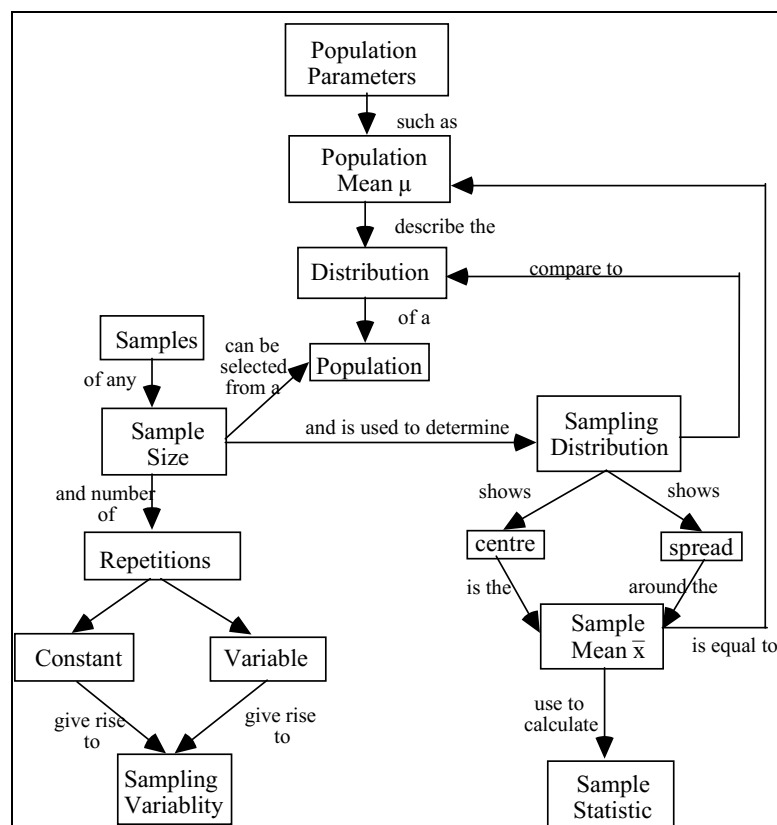 Population
Parameters
such as
Population
Mean μ
describe the
Distribution
compare to
of a
Samples
can be
selected
from a
Population
of any
Sample
Size
and is used to determine
Sampling
Distribution
and number
of
shows
shows
Repetitions
centre
spread
is the
around the
Constant
Variable
Sample
Mean x̅
is equal to
give rise
to
give rise
to
use to
calculate
Sampling
Variablity
Sample
Statistic